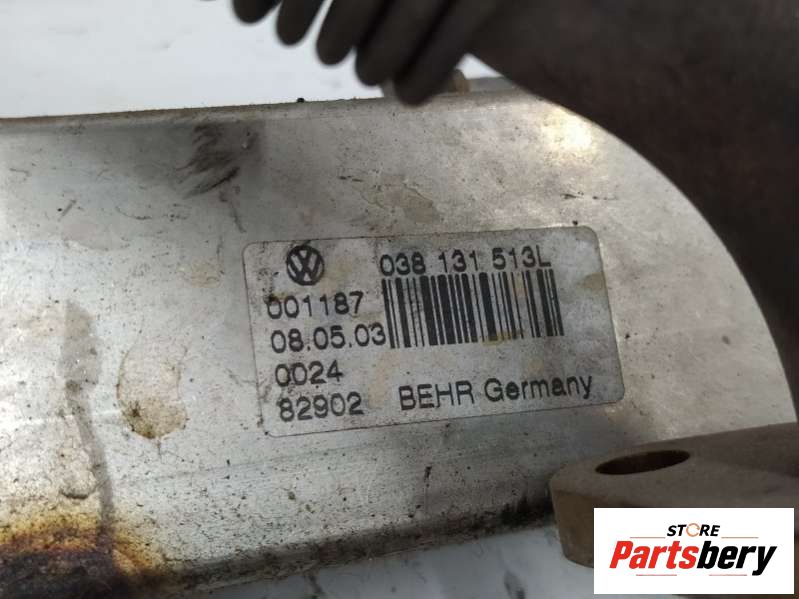 038 131 513L
001187
08.05.03
0024
82902 BEHR Germany
STORE
Partsbery